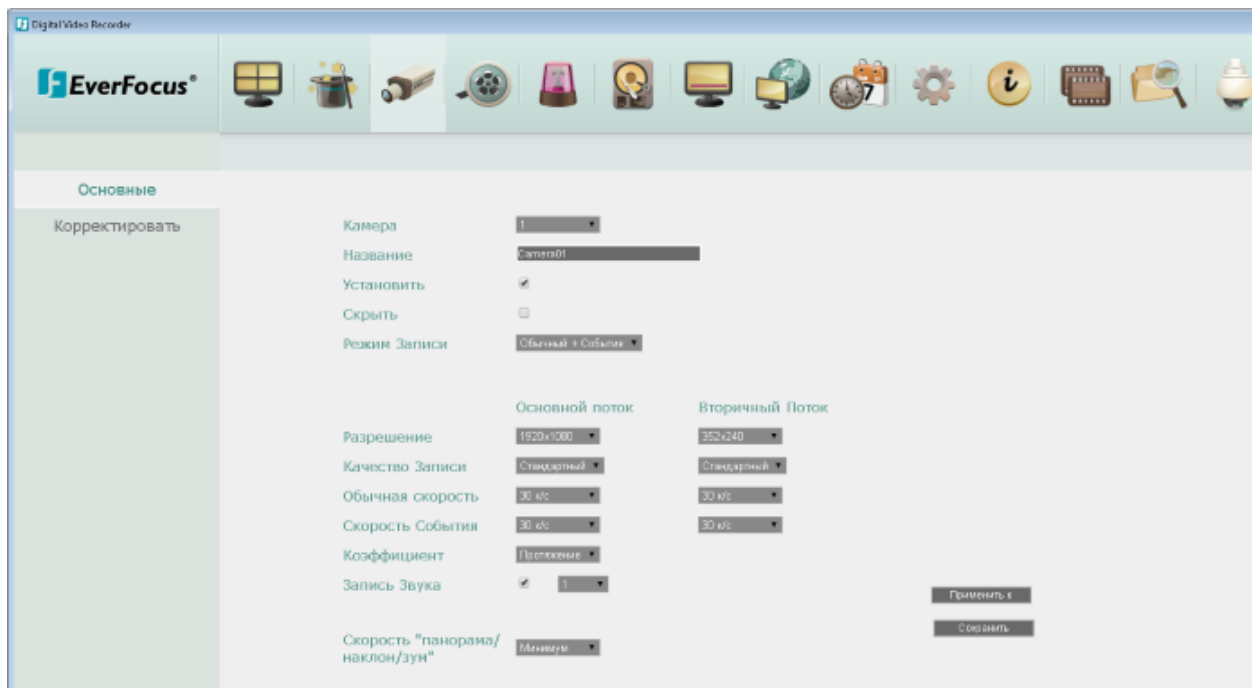 Digital Video Recorder
EverFocus®
7
i
Основные
Корректировать
Камера 1
Название Camera01
Установить
Скрыть
Режим Записи Обычный + События
Основной поток Вторичный Поток
Разрешение 1920x1080 352x240
Качество Записи Стандартный Стандартный
Обычная скорость 30 к/с 30 к/с
Скорость События 30 к/с 30 к/с
Коэффициент Протяжение
Запись Звука 1
Применить к
Сохранить
Скорость "панорама/
наклон/зум" Минимум